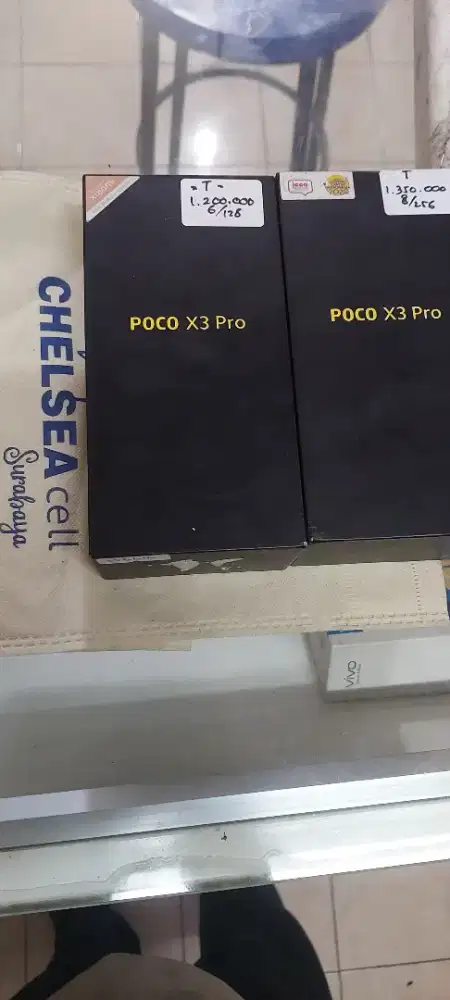 - T -
1.200.000
6/128
POCO X3 Pro
T
1.350.000
8/256
POCO X3 Pro
CHELSEA cell
Surabaya
vivo